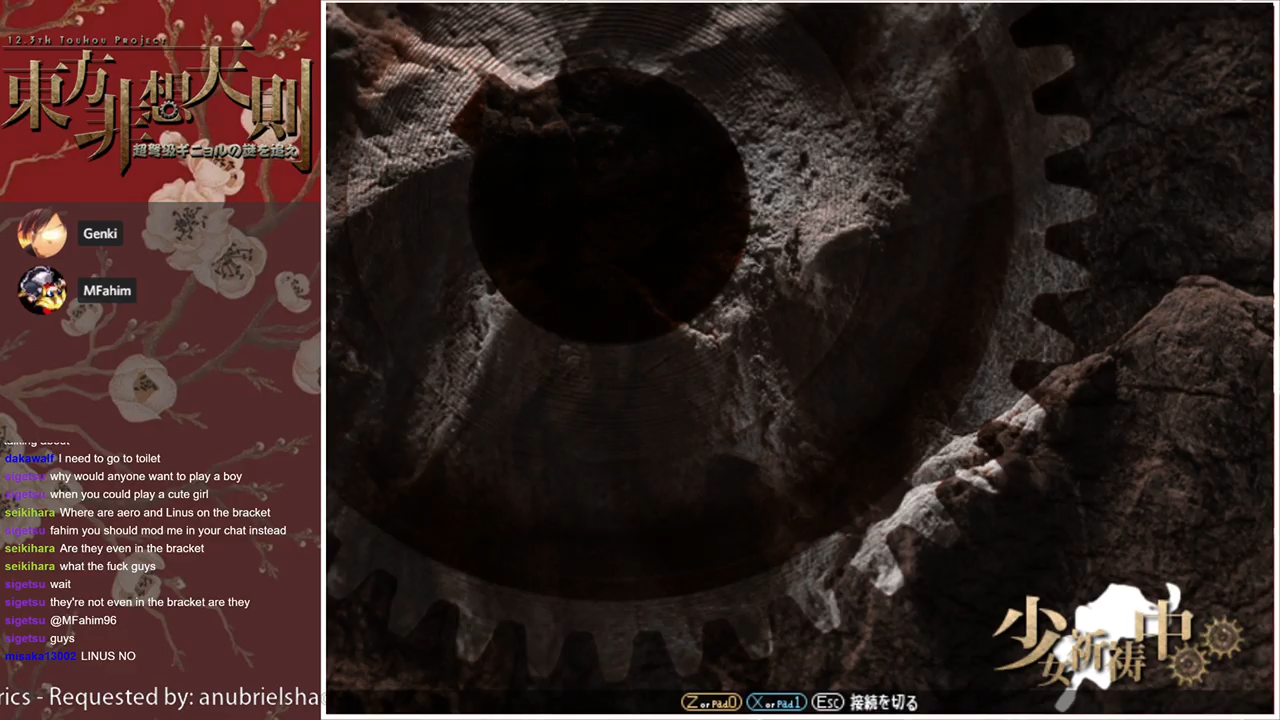 12.3th Touhou Project
東方非想天則
超弩級ギニョルの謎を追え
Genki
MFahim
talking about
dakawalf I need to go to toilet
sigetsu why would anyone want to play a boy
sigetsu when you could play a cute girl
seikihara Where are aero and Linus on the bracket
sigetsu fahim you should mod me in your chat instead
seikihara Are they even in the bracket
seikihara what the fuck guys
sigetsu wait
sigetsu they're not even in the bracket are they
sigetsu @MFahim96
sigetsu guys
misaka13002 LINUS NO
rics - Requested by: anubrielsha
少女祈祷中
Z or Pad0 X or Pad1 Esc 接続を切る